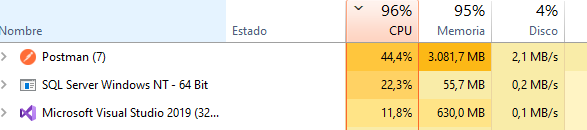 96% 95% 4%
Nombre Estado CPU Memoria Disco
Postman (7) 44,4% 3.081,7 MB 2,1 MB/s
SQL Server Windows NT - 64 Bit 22,3% 55,7 MB 0,2 MB/s
Microsoft Visual Studio 2019 (32... 11,8% 630,0 MB 0,1 MB/s